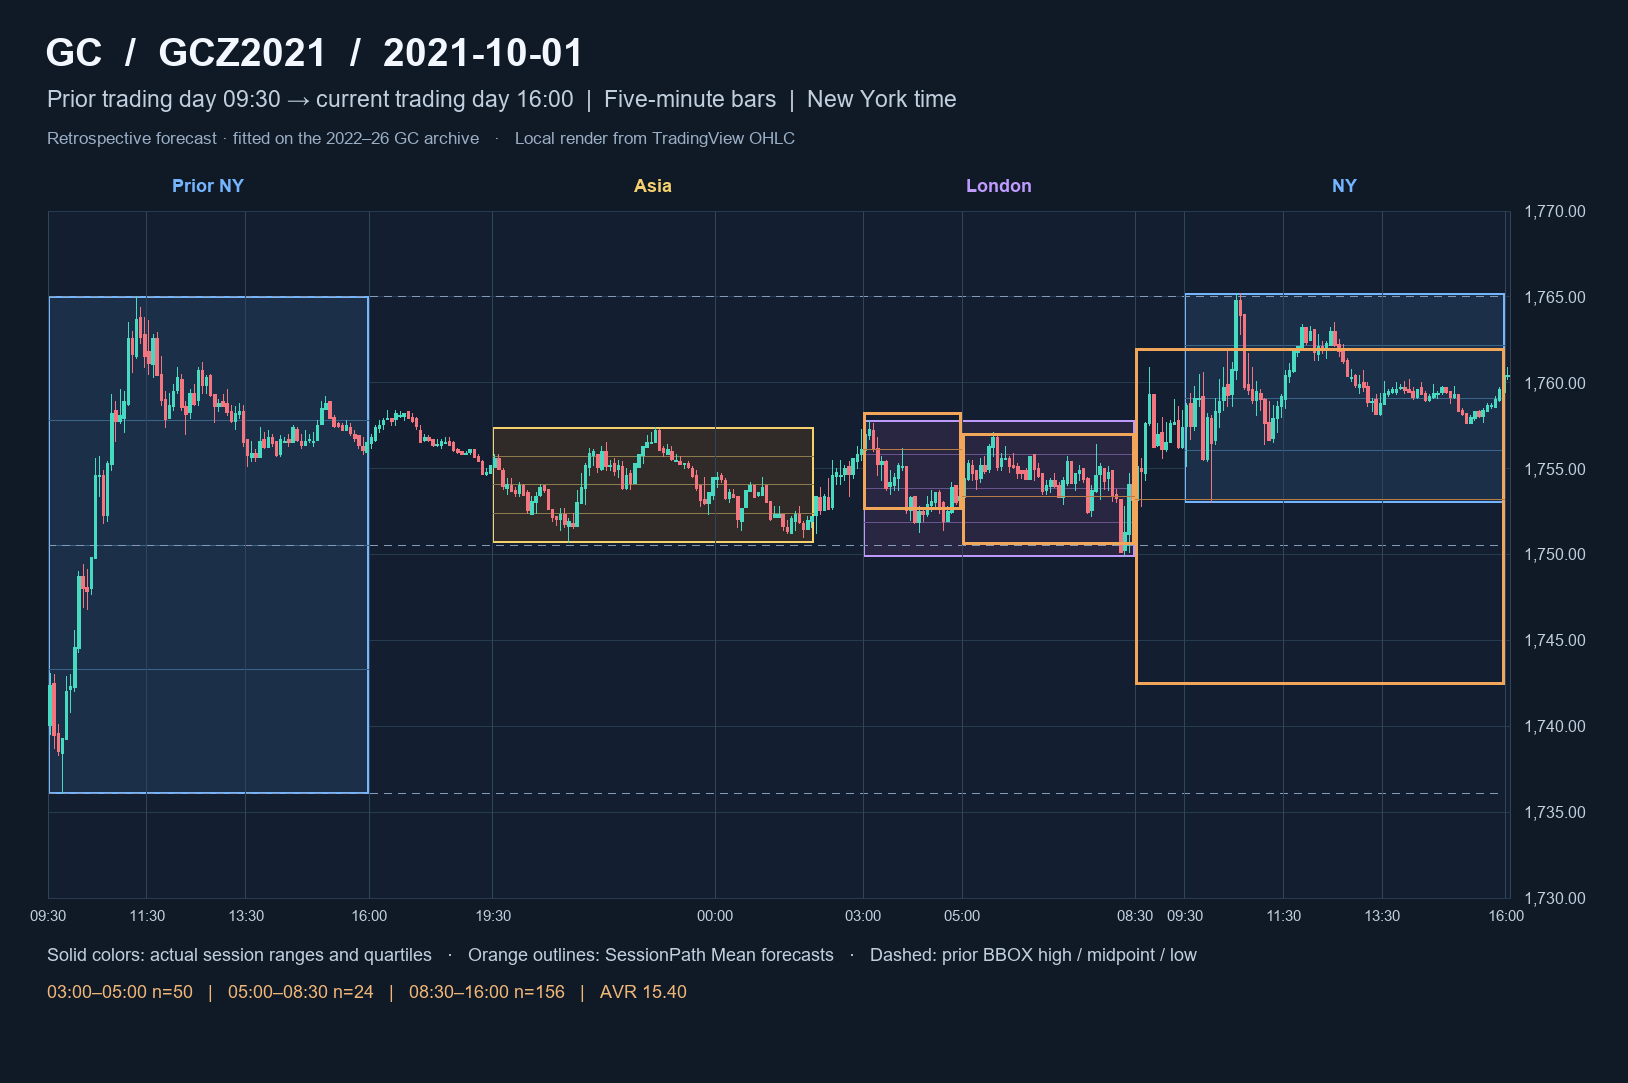 GC / GCZ2021 / 2021-10-01
Prior trading day 09:30 → current trading day 16:00 | Five-minute bars | New York time
Retrospective forecast · fitted on the 2022–26 GC archive · Local render from TradingView OHLC
Prior NY Asia London NY
1,770.00
1,765.00
1,760.00
1,755.00
1,750.00
1,745.00
1,740.00
1,735.00
1,730.00
09:30 11:30 13:30 16:00 19:30 00:00 03:00 05:00 08:30 09:30 11:30 13:30 16:00
Solid colors: actual session ranges and quartiles · Orange outlines: SessionPath Mean forecasts · Dashed: prior BBOX high / midpoint / low
03:00–05:00 n=50 | 05:00–08:30 n=24 | 08:30–16:00 n=156 | AVR 15.40